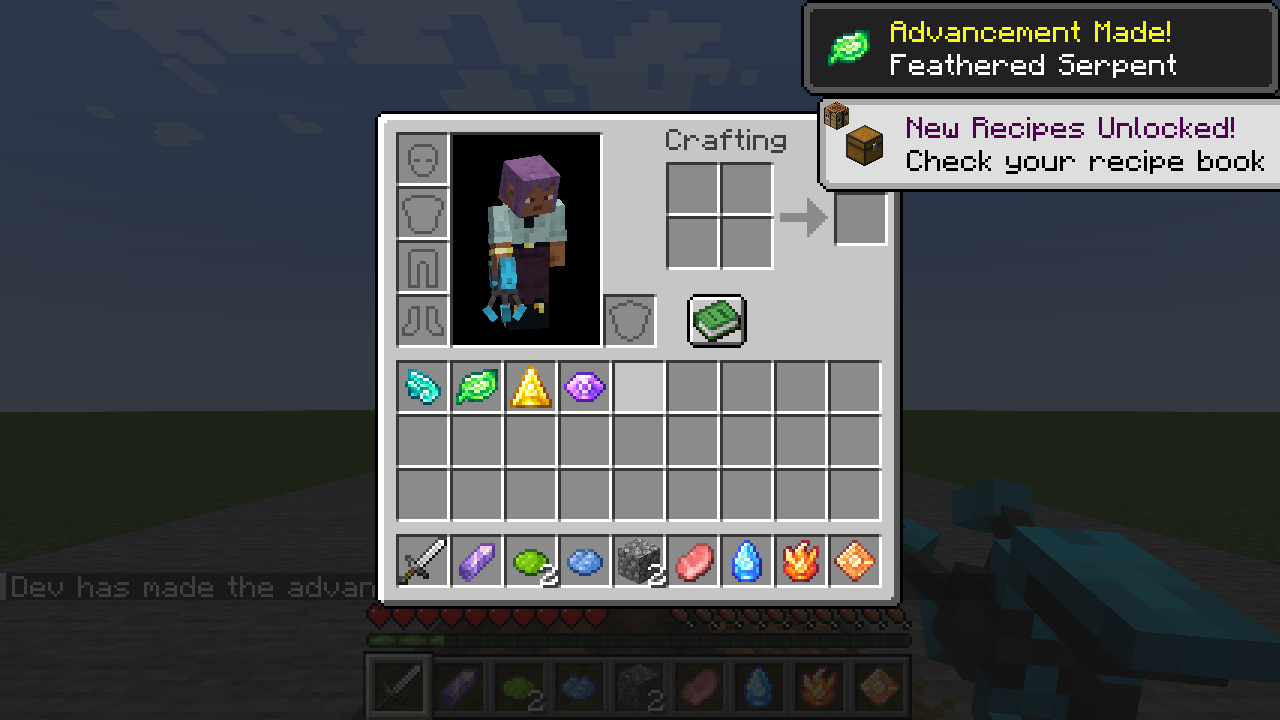 Advancement Made!
Feathered Serpent
New Recipes Unlocked!
Check your recipe book
Crafting
2
2
Dev has made the advan
2
2